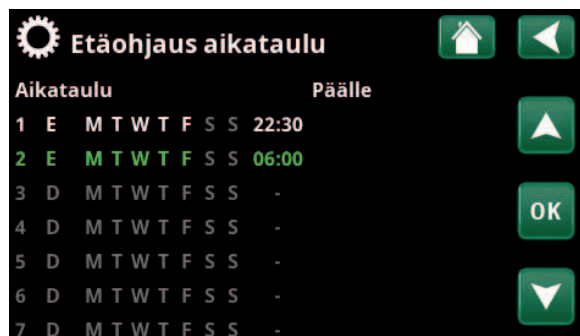 Etäohjaus aikataulu
Aikataulu Päälle
1 E M T W T F S S 22:30
2 E M T W T F S S 06:00
3 D M T W T F S S -
4 D M T W T F S S -
OK
5 D M T W T F S S -
6 D M T W T F S S -
7 D M T W T F S S -